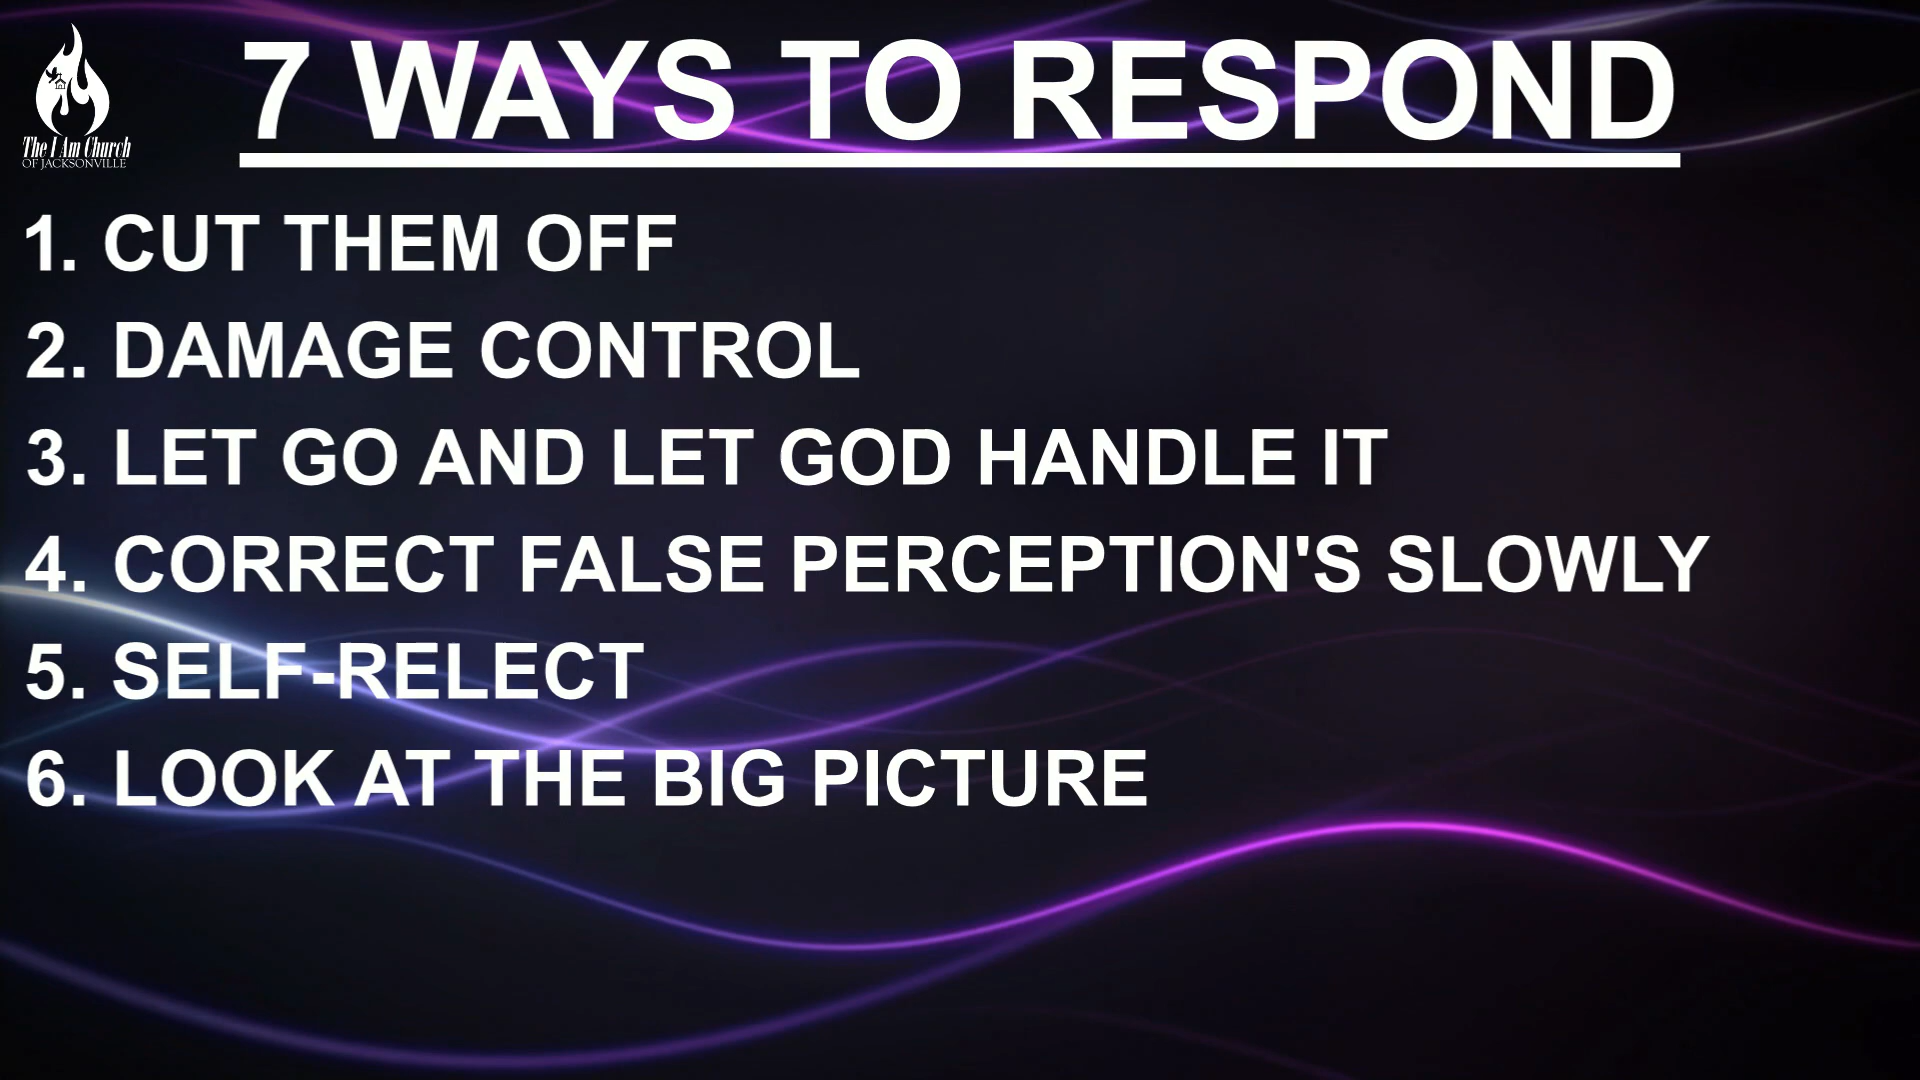 The I Am Church
OF JACKSONVILLE
7 WAYS TO RESPOND
1. CUT THEM OFF
2. DAMAGE CONTROL
3. LET GO AND LET GOD HANDLE IT
4. CORRECT FALSE PERCEPTION'S SLOWLY
5. SELF-RELECT
6. LOOK AT THE BIG PICTURE